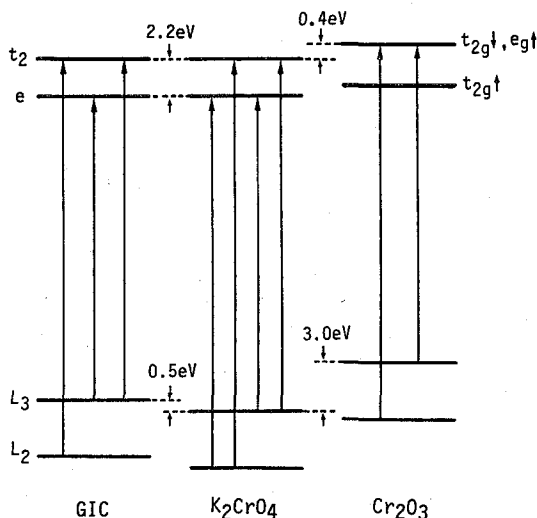 2.2eV
0.4eV
t₂
t₂g↓, eg↑
e
t₂g↑
3.0eV
0.5eV
L₃
L₂
GIC
K₂CrO₄
Cr₂O₃